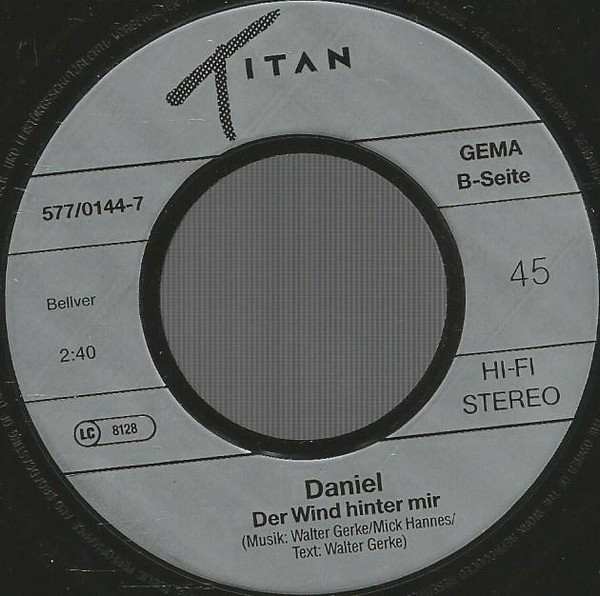 TITAN
GEMA
B-Seite
577/0144-7
45
Bellver
2:40
HI-FI
STEREO
LC 8128
Daniel
Der Wind hinter mir
(Musik: Walter Gerke/Mick Hannes/
Text: Walter Gerke)